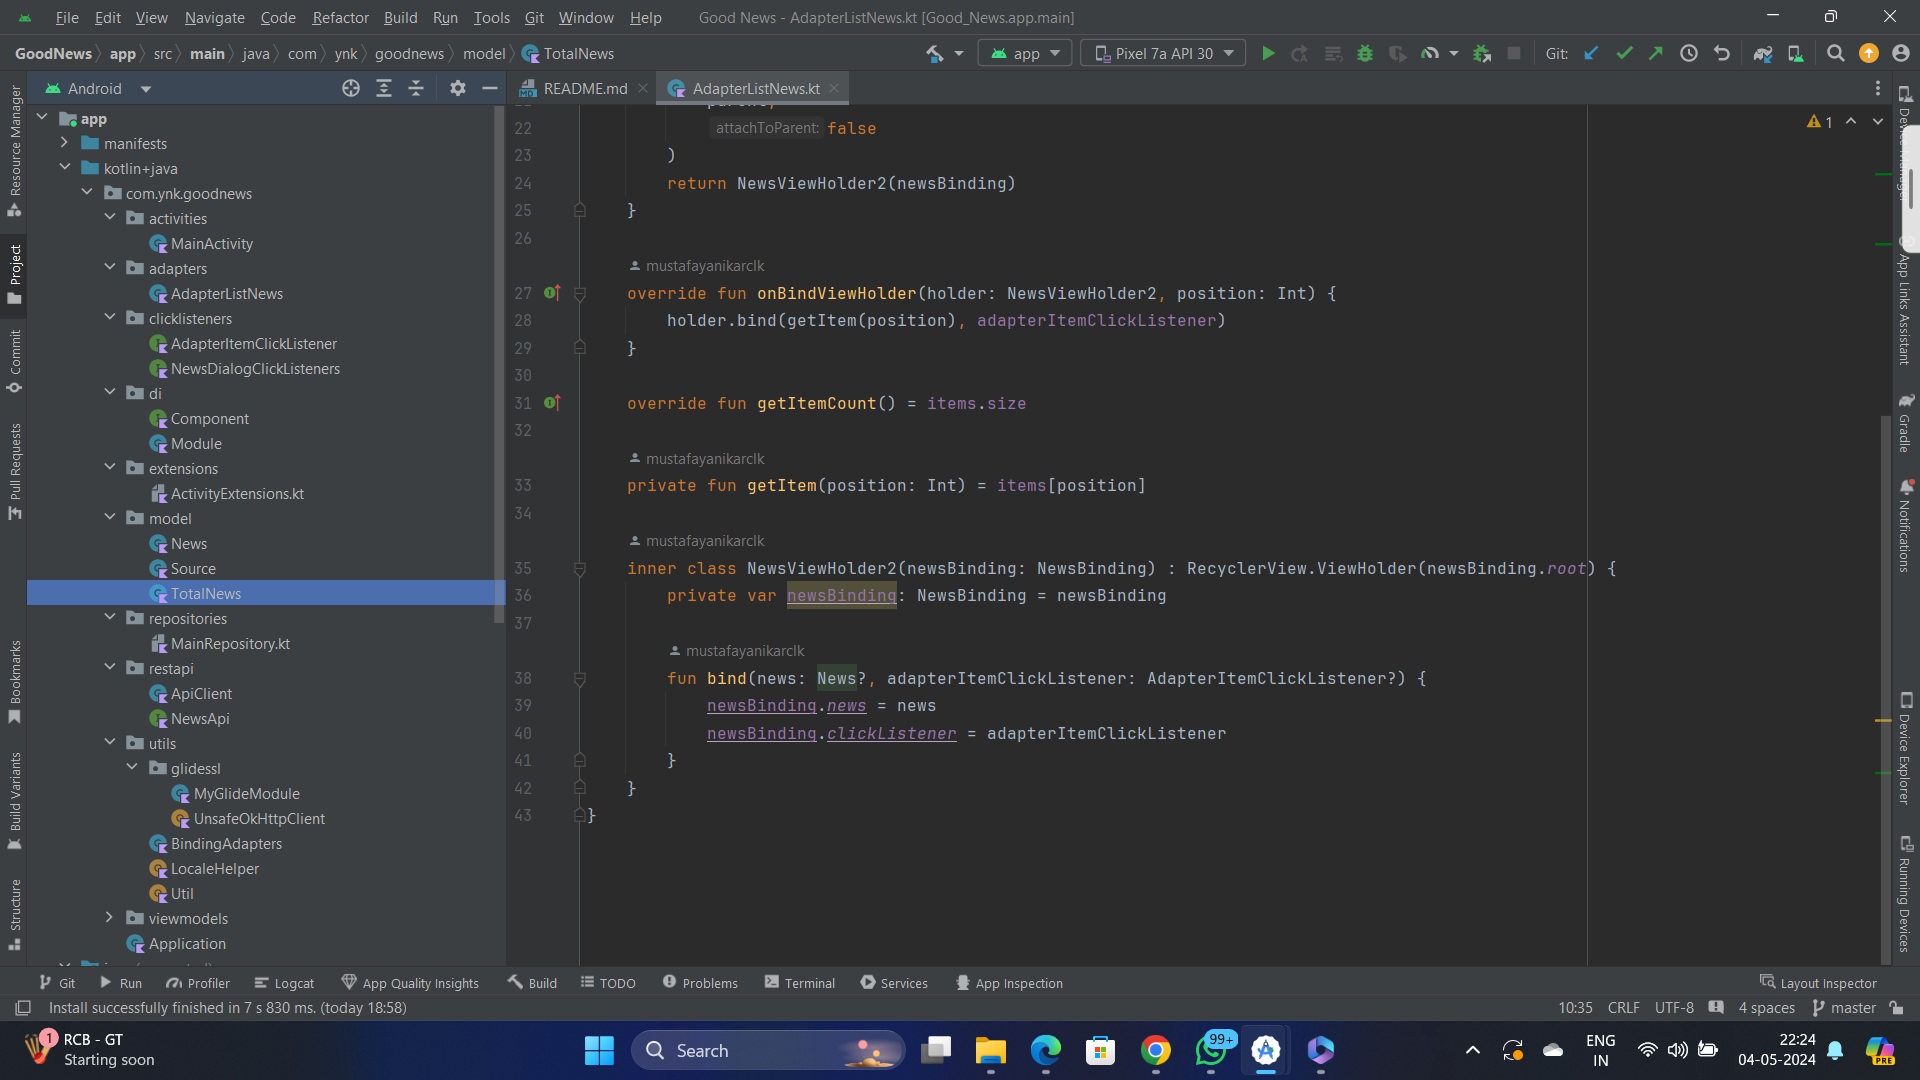 File Edit View Navigate Code Refactor Build Run Tools Git Window Help Good News - AdapterListNews.kt [Good_News.app.main]
GoodNews app src main java com ynk goodnews model TotalNews app Pixel 7a API 30 Git:
Android README.md AdapterListNews.kt
Resource Manager
Project
Commit
Pull Requests
Bookmarks
Build Variants
Structure
app
manifests
kotlin+java
com.ynk.goodnews
activities
MainActivity
adapters
AdapterListNews
clicklisteners
AdapterItemClickListener
NewsDialogClickListeners
di
Component
Module
extensions
ActivityExtensions.kt
model
News
Source
TotalNews
repositories
MainRepository.kt
restapi
ApiClient
NewsApi
utils
glidessl
MyGlideModule
UnsafeOkHttpClient
BindingAdapters
LocaleHelper
Util
viewmodels
Application
22 attachToParent: false
23 )
24 return NewsViewHolder2(newsBinding)
25 }
26
mustafayanikarclk
27 override fun onBindViewHolder(holder: NewsViewHolder2, position: Int) {
28 holder.bind(getItem(position), adapterItemClickListener)
29 }
30
31 override fun getItemCount() = items.size
32
mustafayanikarclk
33 private fun getItem(position: Int) = items[position]
34
mustafayanikarclk
35 inner class NewsViewHolder2(newsBinding: NewsBinding) : RecyclerView.ViewHolder(newsBinding.root) {
36 private var newsBinding: NewsBinding = newsBinding
37
mustafayanikarclk
38 fun bind(news: News?, adapterItemClickListener: AdapterItemClickListener?) {
39 newsBinding.news = news
40 newsBinding.clickListener = adapterItemClickListener
41 }
42 }
43 }
1
Device Manager
App Links Assistant
Gradle
Notifications
Device Explorer
Running Devices
Git Run Profiler Logcat App Quality Insights Build TODO Problems Terminal Services App Inspection Layout Inspector
Install successfully finished in 7 s 830 ms. (today 18:58) 10:35 CRLF UTF-8 4 spaces master
1 RCB - GT
Starting soon
Search
99+
ENG
IN
22:24
04-05-2024
PRE